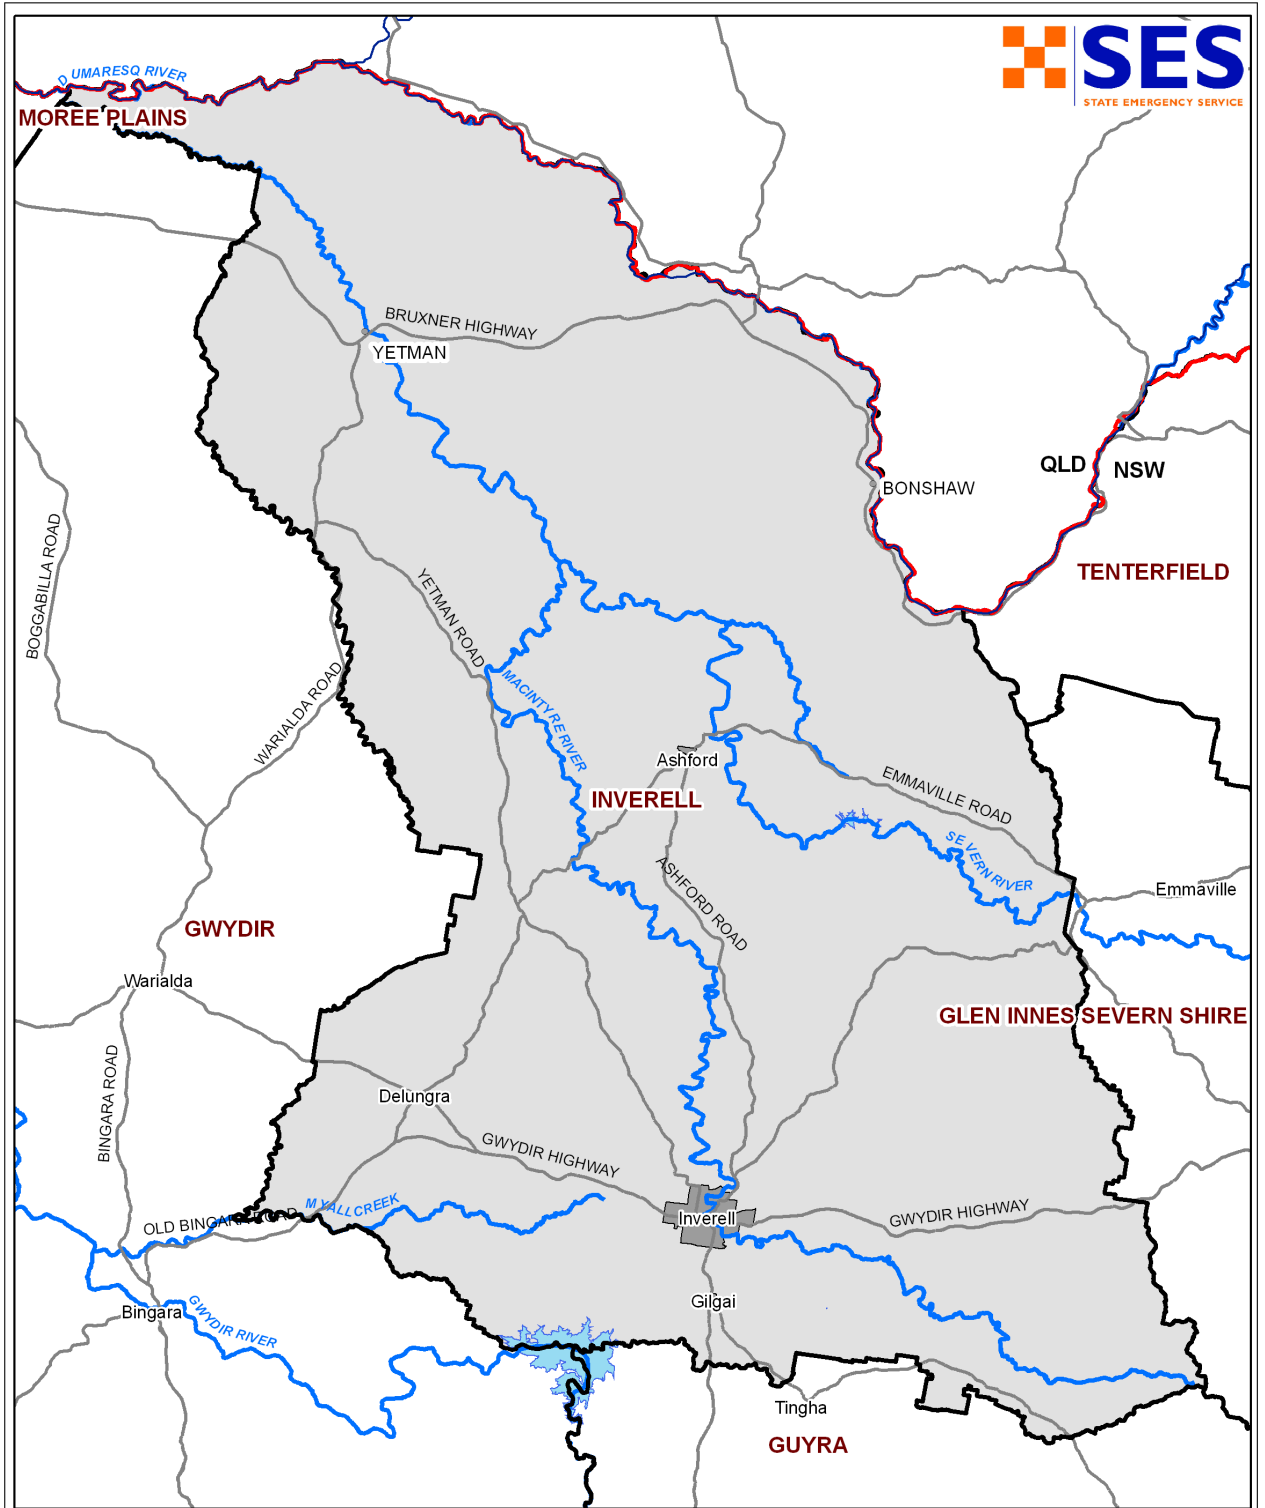 SES
STATE EMERGENCY SERVICE
DUMARESQ RIVER
MOREE PLAINS
BRUXNER HIGHWAY
YETMAN
QLD
NSW
BONSHAW
TENTERFIELD
BOGGABILLA ROAD
YETMAN ROAD
WARIALDA ROAD
MACINTYRE RIVER
Ashford
EMMAVILLE ROAD
INVERELL
SEVERN RIVER
ASHFORD ROAD
Emmaville
GWYDIR
Warialda
GLEN INNES SEVERN SHIRE
BINGARA ROAD
Delungra
GWYDIR HIGHWAY
MYALL CREEK
OLD BINGARA ROAD
Inverell
GWYDIR HIGHWAY
Gilgai
Bingara
GWYDIR RIVER
Tingha
GUYRA